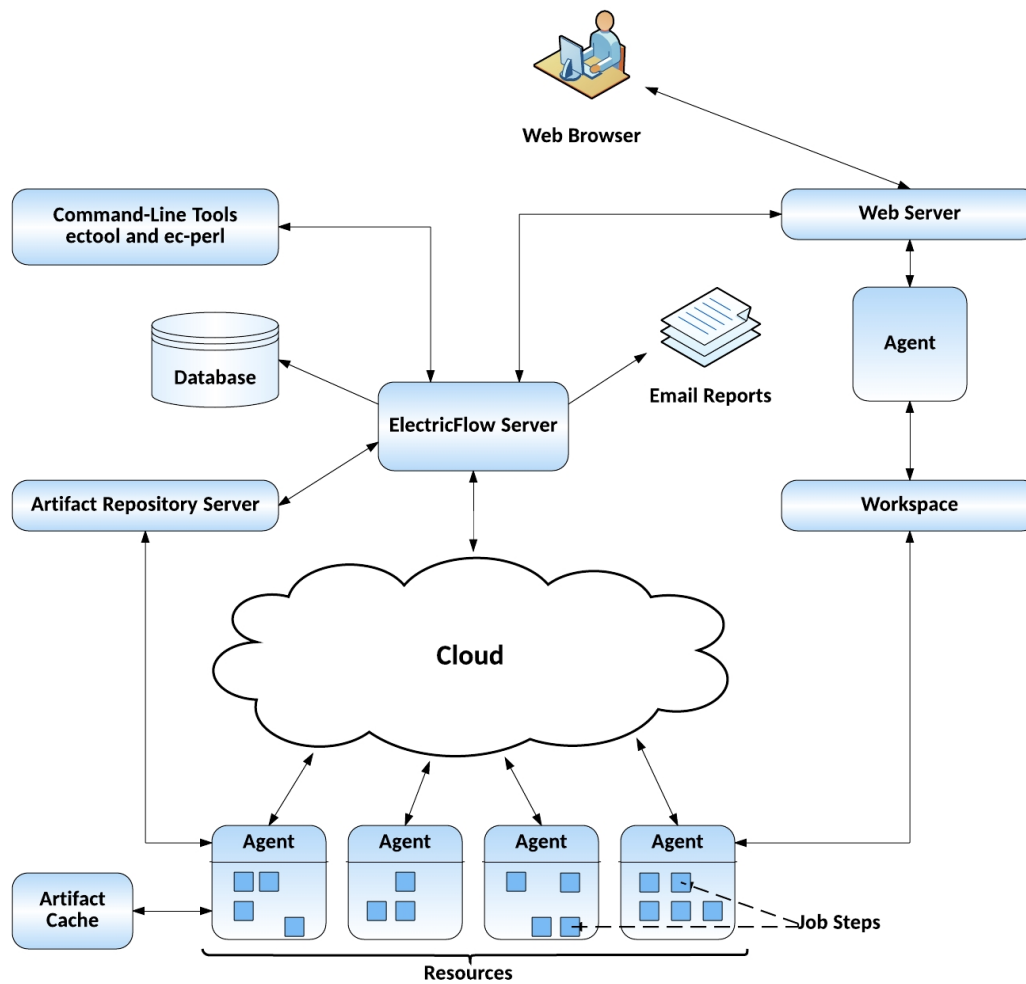 Web Browser
Command-Line Tools
ectool and ec-perl
Web Server
Database
Agent
Email Reports
ElectricFlow Server
Artifact Repository Server
Workspace
Cloud
Agent
Agent
Agent
Agent
Artifact
Cache
Job Steps
Resources